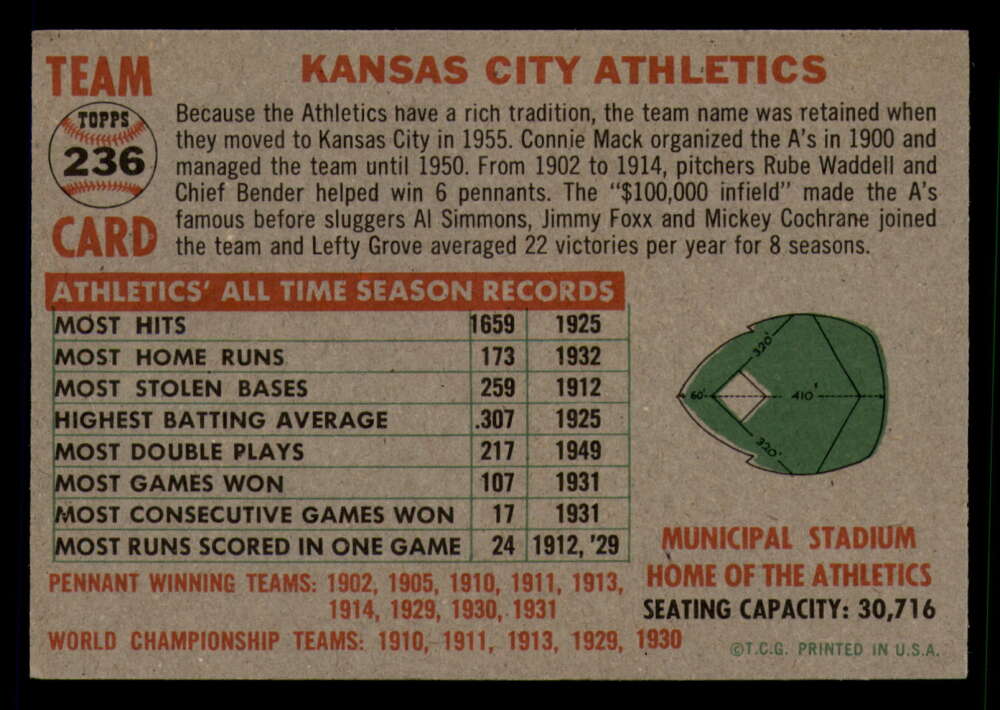 TEAM
TOPPS
236
CARD
KANSAS CITY ATHLETICS
Because the Athletics have a rich tradition, the team name was retained when
they moved to Kansas City in 1955. Connie Mack organized the A's in 1900 and
managed the team until 1950. From 1902 to 1914, pitchers Rube Waddell and
Chief Bender helped win 6 pennants. The "$100,000 infield" made the A's
famous before sluggers Al Simmons, Jimmy Foxx and Mickey Cochrane joined
the team and Lefty Grove averaged 22 victories per year for 8 seasons.
ATHLETICS' ALL TIME SEASON RECORDS
MOST HITS 1659 1925
MOST HOME RUNS 173 1932
MOST STOLEN BASES 259 1912
HIGHEST BATTING AVERAGE .307 1925
MOST DOUBLE PLAYS 217 1949
MOST GAMES WON 107 1931
MOST CONSECUTIVE GAMES WON 17 1931
MOST RUNS SCORED IN ONE GAME 24 1912, '29
PENNANT WINNING TEAMS: 1902, 1905, 1910, 1911, 1913,
1914, 1929, 1930, 1931
WORLD CHAMPIONSHIP TEAMS: 1910, 1911, 1913, 1929, 1930
320'
60'
410'
320'
MUNICIPAL STADIUM
HOME OF THE ATHLETICS
SEATING CAPACITY: 30,716
©T.C.G. PRINTED IN U.S.A.